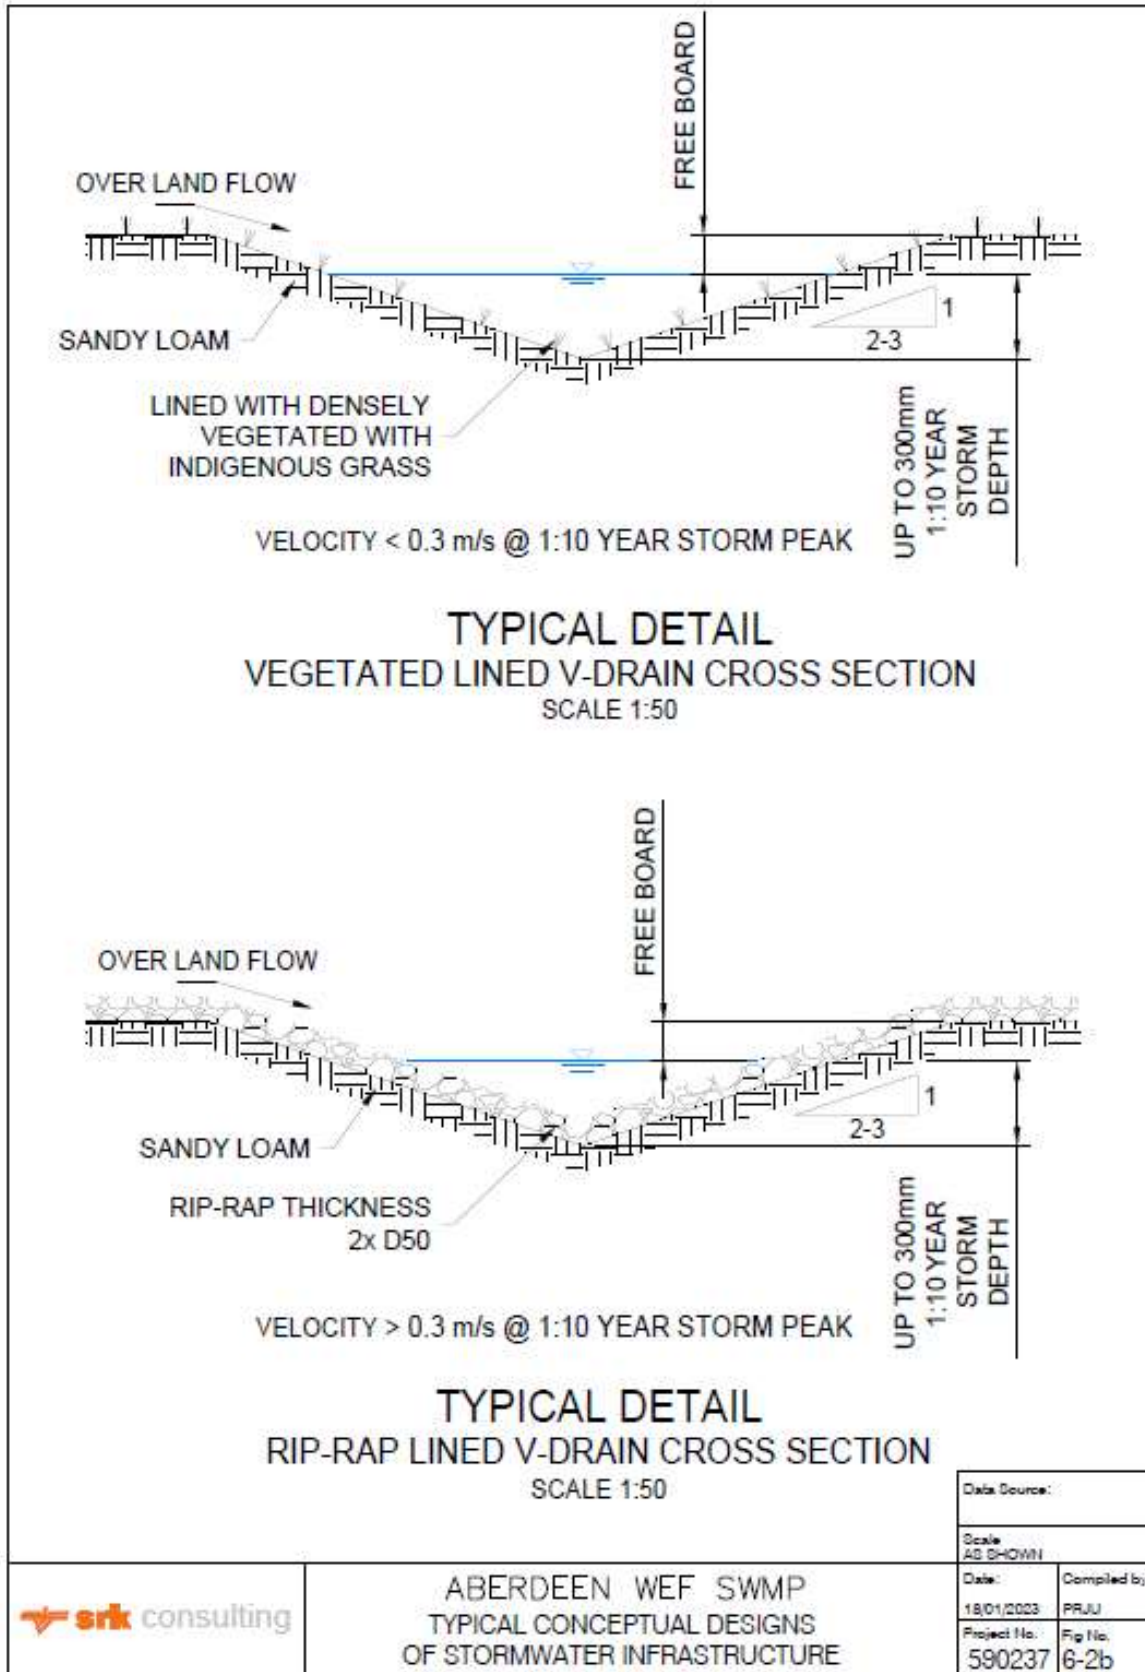 FREE BOARD
OVER LAND FLOW
SANDY LOAM
1
2-3
LINED WITH DENSELY
VEGETATED WITH
INDIGENOUS GRASS
UP TO 300mm
1:10 YEAR
STORM
DEPTH
VELOCITY < 0.3 m/s @ 1:10 YEAR STORM PEAK
TYPICAL DETAIL
VEGETATED LINED V-DRAIN CROSS SECTION
SCALE 1:50
FREE BOARD
OVER LAND FLOW
1
2-3
SANDY LOAM
RIP-RAP THICKNESS
2x D50
UP TO 300mm
1:10 YEAR
STORM
DEPTH
VELOCITY > 0.3 m/s @ 1:10 YEAR STORM PEAK
TYPICAL DETAIL
RIP-RAP LINED V-DRAIN CROSS SECTION
SCALE 1:50
Data Source:
Scale
AS SHOWN
srk consulting
ABERDEEN WEF SWMP
TYPICAL CONCEPTUAL DESIGNS
OF STORMWATER INFRASTRUCTURE
Date: Compiled by
18/01/2023 PRJU
Project No. Fig No.
590237 6-2b